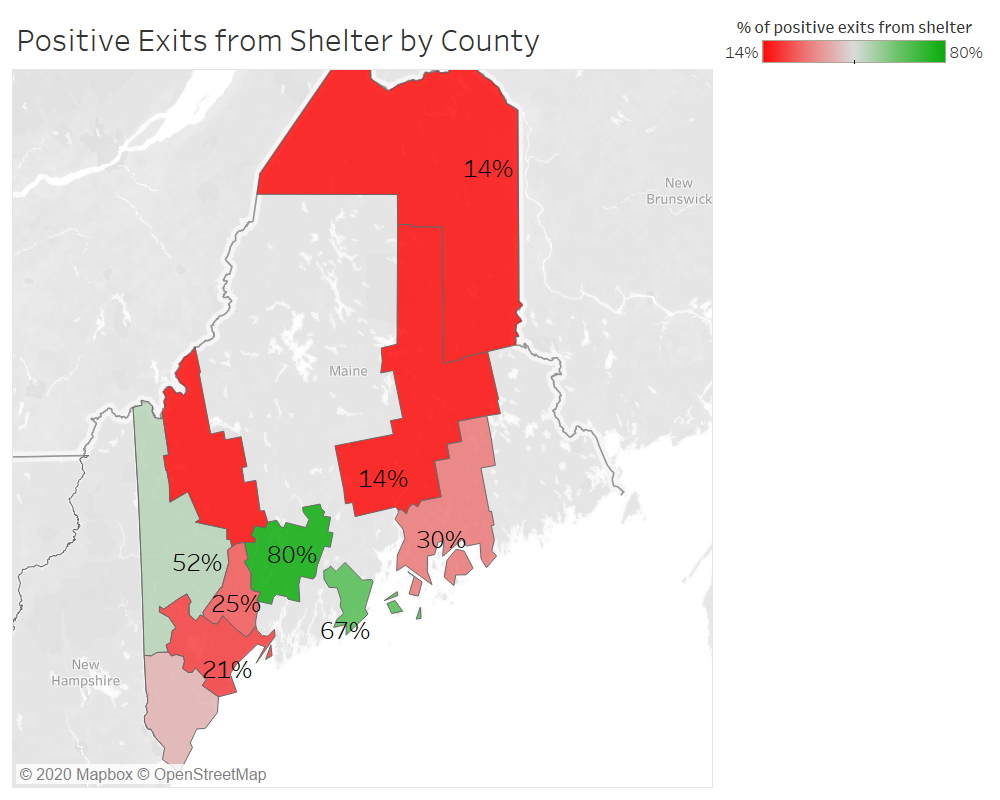 Positive Exits from Shelter by County
% of positive exits from shelter
14%
80%
14%
New
Brunswick
Maine
14%
30%
80%
52%
25%
67%
21%
New
Hampshire
© 2020 Mapbox © OpenStreetMap